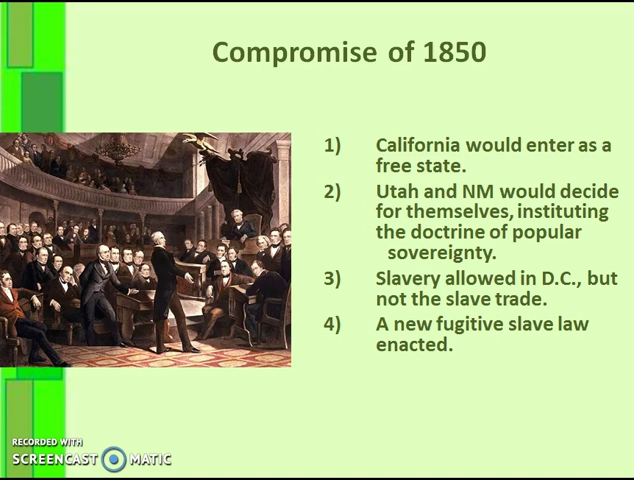 Compromise of 1850
1) California would enter as a
free state.
2) Utah and NM would decide
for themselves, instituting
the doctrine of popular
sovereignty.
3) Slavery allowed in D.C., but
not the slave trade.
4) A new fugitive slave law
enacted.
RECORDED WITH
SCREENCAST MATIC